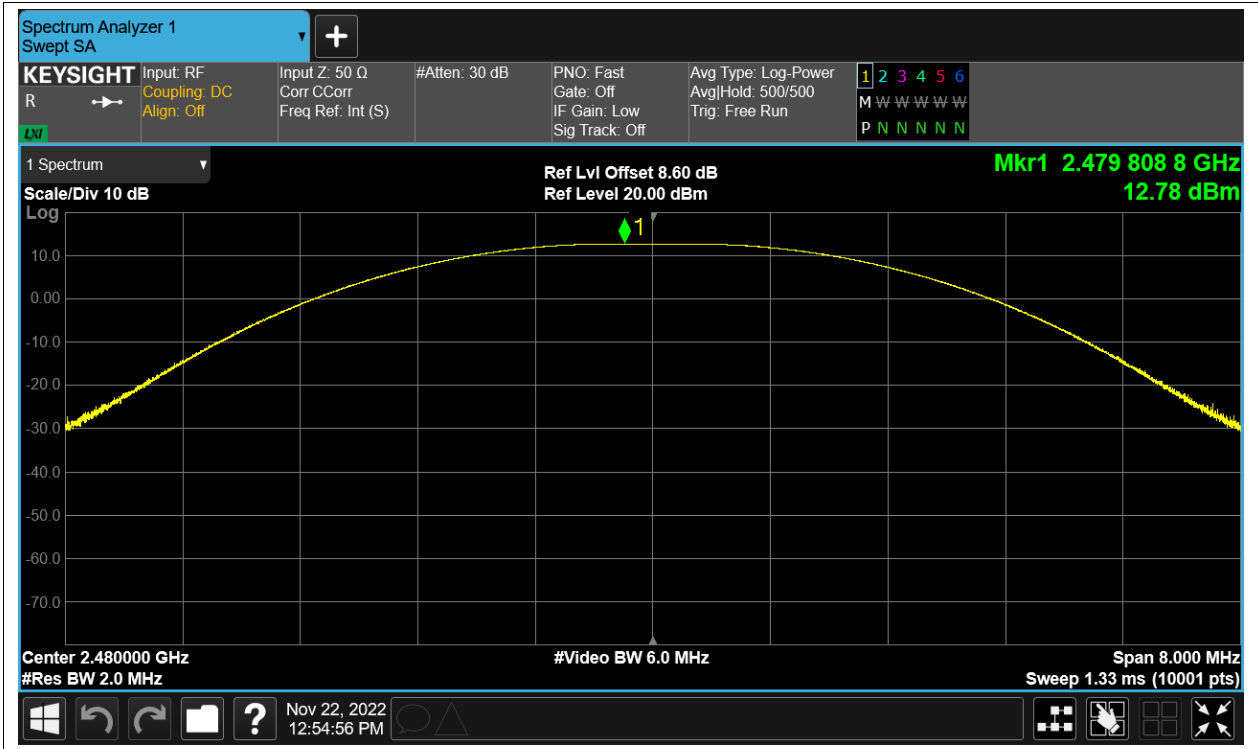 Spectrum Analyzer 1
Swept SA
KEYSIGHT
R
LXI
Input: RF
Coupling: DC
Align: Off
Input Z: 50 Ω
Corr CCorr
Freq Ref: Int (S)
#Atten: 30 dB
PNO: Fast
Gate: Off
IF Gain: Low
Sig Track: Off
Avg Type: Log-Power
Avg|Hold: 500/500
Trig: Free Run
1 2 3 4 5 6
M W W W W W
P N N N N N
1 Spectrum
Scale/Div 10 dB
Log
Ref Lvl Offset 8.60 dB
Ref Level 20.00 dBm
Mkr1 2.479 808 8 GHz
12.78 dBm
1
10.0
0.00
-10.0
-20.0
-30.0
-40.0
-50.0
-60.0
-70.0
Center 2.480000 GHz
#Video BW 6.0 MHz
Span 8.000 MHz
#Res BW 2.0 MHz
Sweep 1.33 ms (10001 pts)
?
Nov 22, 2022
12:54:56 PM